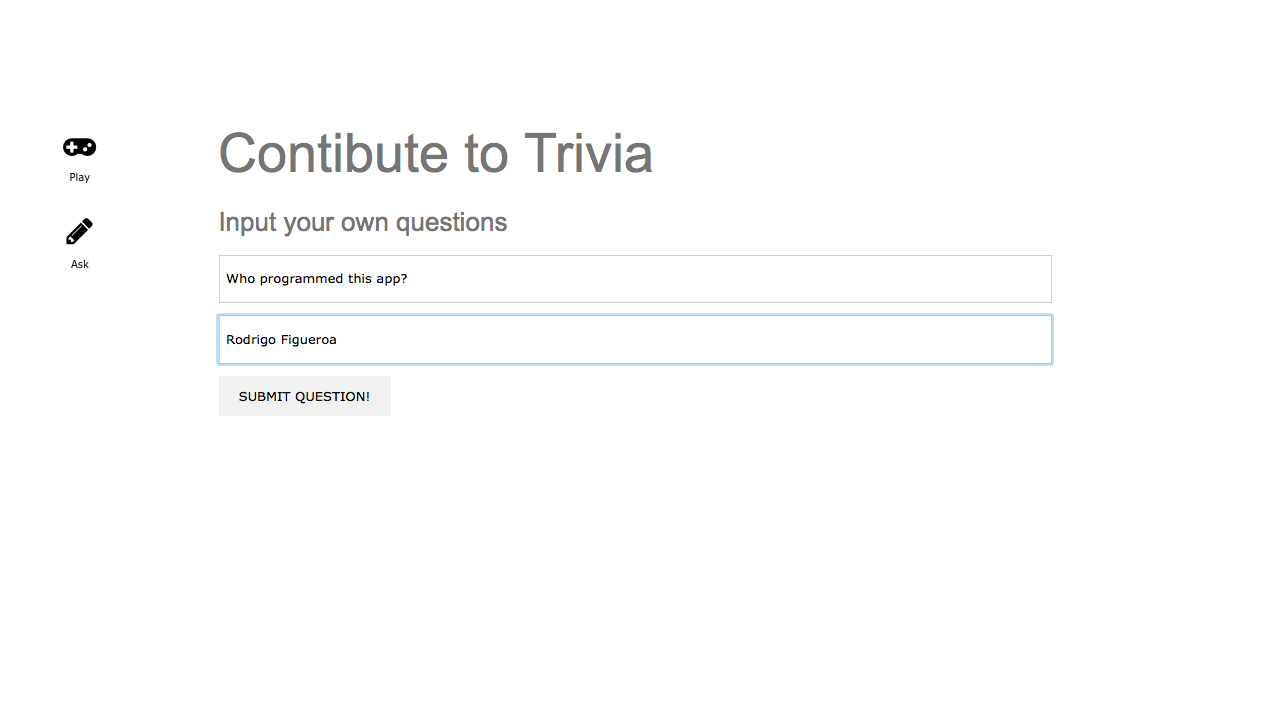 Contibute to Trivia
Play
Input your own questions
Ask
Who programmed this app?
Rodrigo Figueroa
SUBMIT QUESTION!